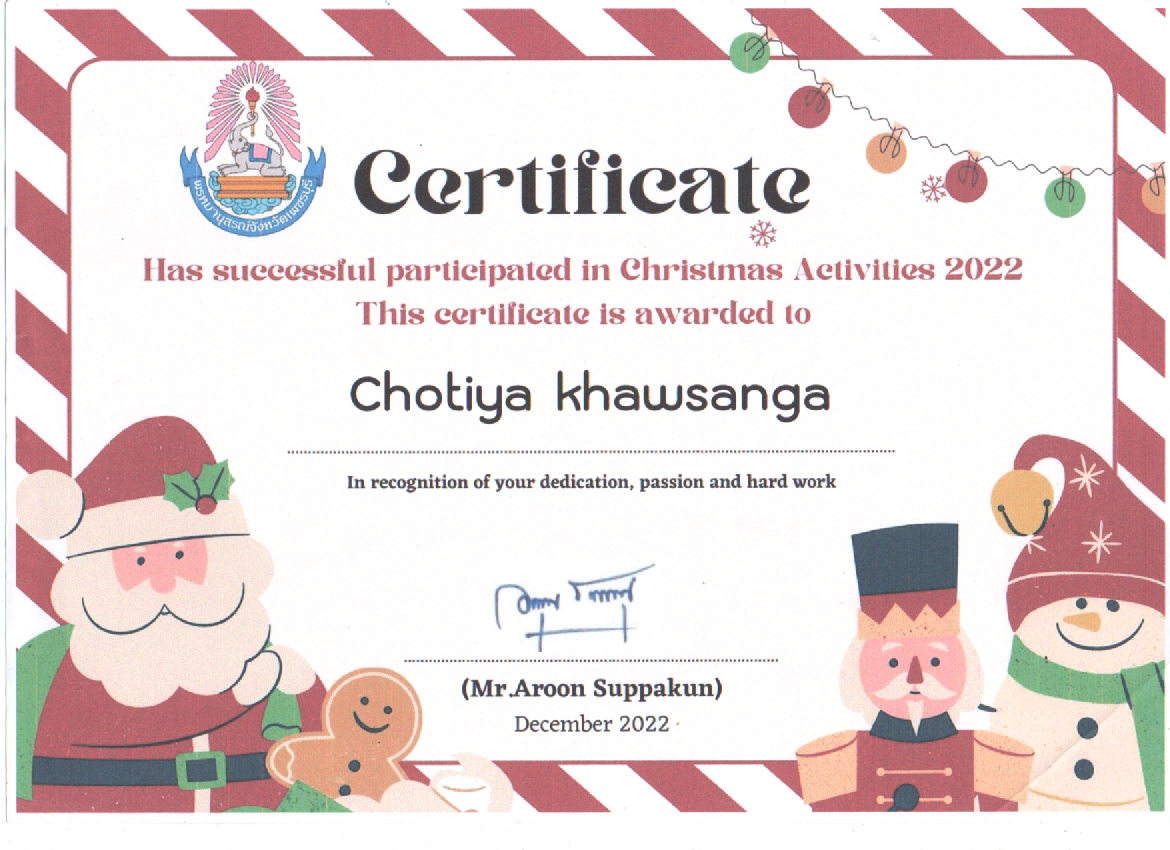 พรหมานุสรณ์จังหวัดเพชรบุรี
Certificate
Has successful participated in Christmas Activities 2022
This certificate is awarded to
Chotiya khawsanga
In recognition of your dedication, passion and hard work
(Mr.Aroon Suppakun)
December 2022